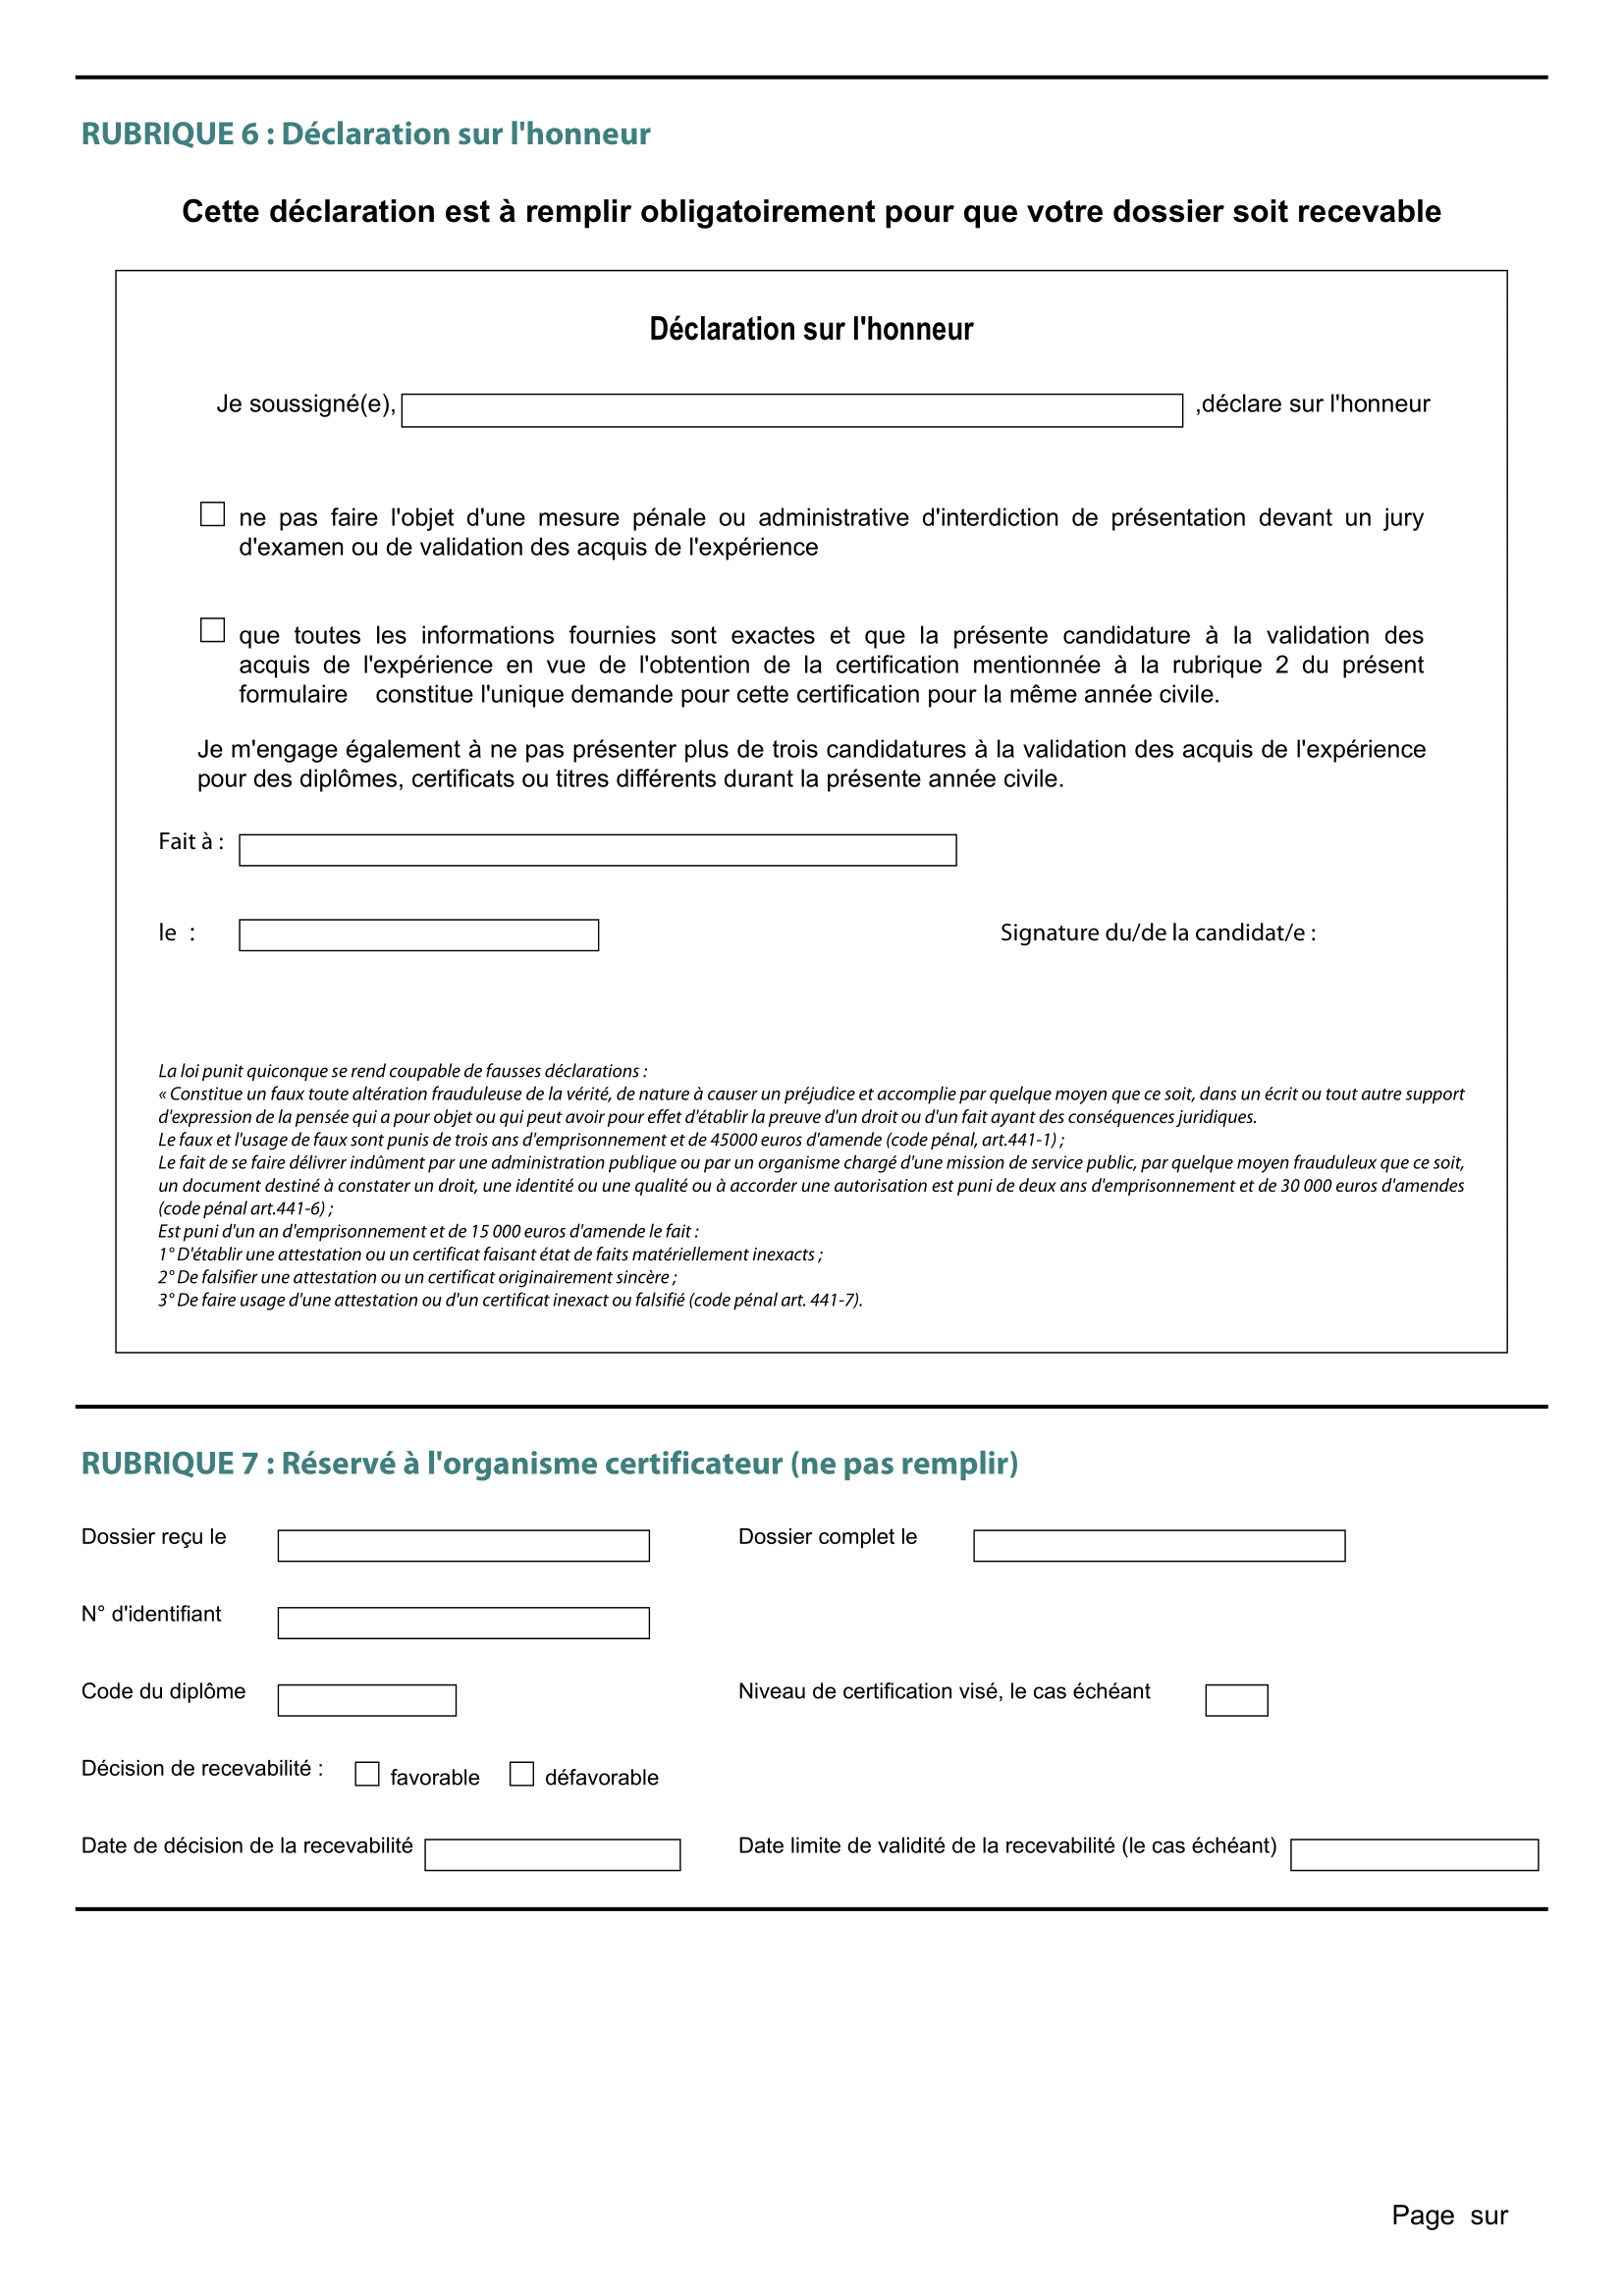 RUBRIQUE 6 : Déclaration sur l'honneur
Cette déclaration est à remplir obligatoirement pour que votre dossier soit recevable
Déclaration sur l'honneur
Je soussigné(e), ,déclare sur l'honneur
ne pas faire l'objet d'une mesure pénale ou administrative d'interdiction de présentation devant un jury
d'examen ou de validation des acquis de l'expérience
que toutes les informations fournies sont exactes et que la présente candidature à la validation des
acquis de l'expérience en vue de l'obtention de la certification mentionnée à la rubrique 2 du présent
formulaire constitue l'unique demande pour cette certification pour la même année civile.
Je m'engage également à ne pas présenter plus de trois candidatures à la validation des acquis de l'expérience
pour des diplômes, certificats ou titres différents durant la présente année civile.
Fait à :
le :
Signature du/de la candidat/e :
La loi punit quiconque se rend coupable de fausses déclarations :
« Constitue un faux toute altération frauduleuse de la vérité, de nature à causer un préjudice et accomplie par quelque moyen que ce soit, dans un écrit ou tout autre support
d'expression de la pensée qui a pour objet ou qui peut avoir pour effet d'établir la preuve d'un droit ou d'un fait ayant des conséquences juridiques.
Le faux et l'usage de faux sont punis de trois ans d'emprisonnement et de 45000 euros d'amende (code pénal, art.441-1) ;
Le fait de se faire délivrer indûment par une administration publique ou par un organisme chargé d'une mission de service public, par quelque moyen frauduleux que ce soit,
un document destiné à constater un droit, une identité ou une qualité ou à accorder une autorisation est puni de deux ans d'emprisonnement et de 30 000 euros d'amendes
(code pénal art.441-6) ;
Est puni d'un an d'emprisonnement et de 15 000 euros d'amende le fait :
1° D'établir une attestation ou un certificat faisant état de faits matériellement inexacts ;
2° De falsifier une attestation ou un certificat originairement sincère ;
3° De faire usage d'une attestation ou d'un certificat inexact ou falsifié (code pénal art. 441-7).
RUBRIQUE 7 : Réservé à l'organisme certificateur (ne pas remplir)
Dossier reçu le
Dossier complet le
N° d'identifiant
Code du diplôme
Niveau de certification visé, le cas échéant
Décision de recevabilité : favorable défavorable
Date de décision de la recevabilité
Date limite de validité de la recevabilité (le cas échéant)
Page sur